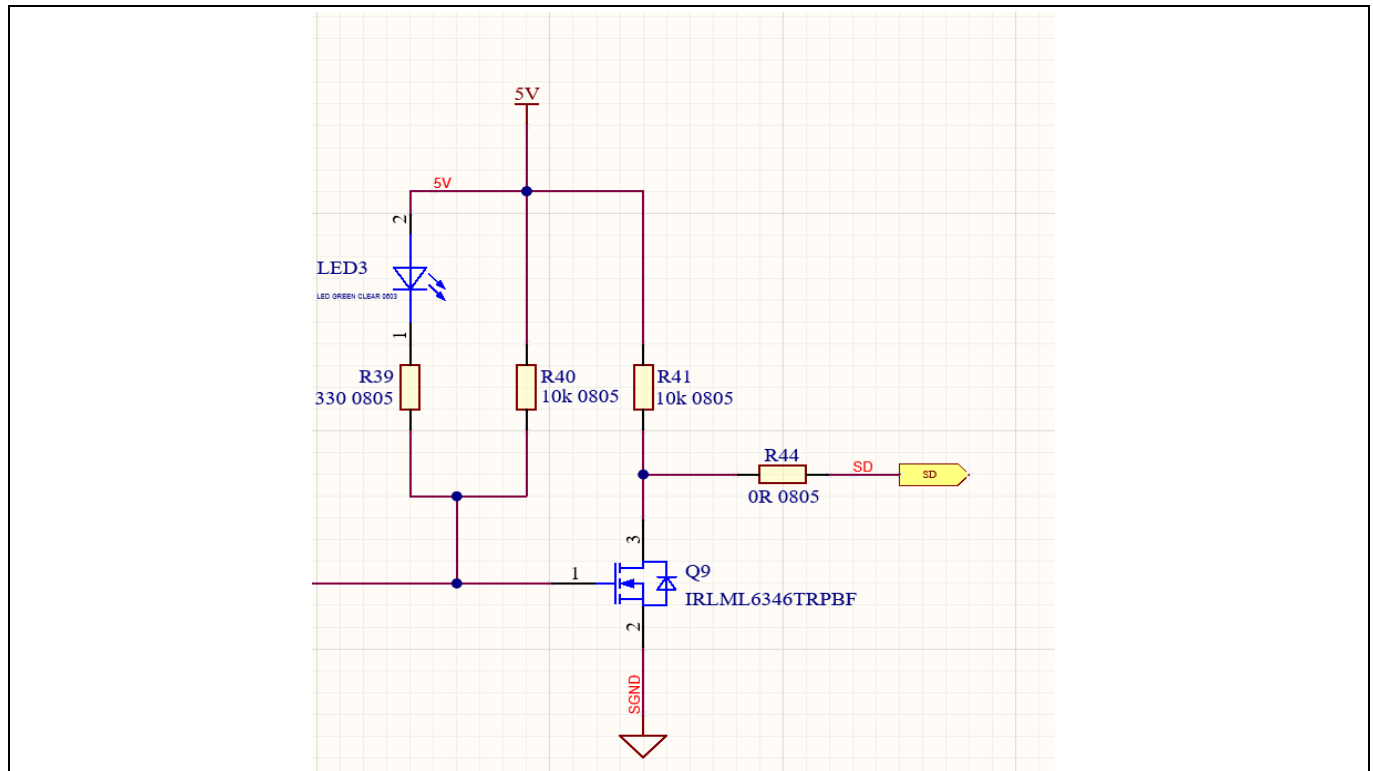 5V
5V
2
LED3
LED GREEN CLEAR 0603
1
R39
330 0805
R40
10k 0805
R41
10k 0805
R44
0R 0805
SD
SD
3
1
Q9
IRLML6346TRPBF
2
SGND